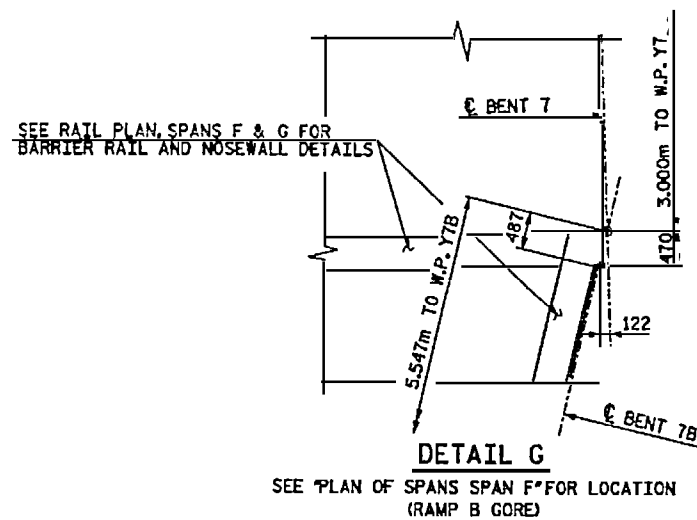 ℄ BENT 7
3.000m TO W.P. Y7
SEE RAIL PLAN, SPANS F & G FOR
BARRIER RAIL AND NOSEWALL DETAILS
487
470
5.547m TO W.P. Y7B
122
℄ BENT 7B
DETAIL G
SEE "PLAN OF SPANS SPAN F" FOR LOCATION
(RAMP B GORE)